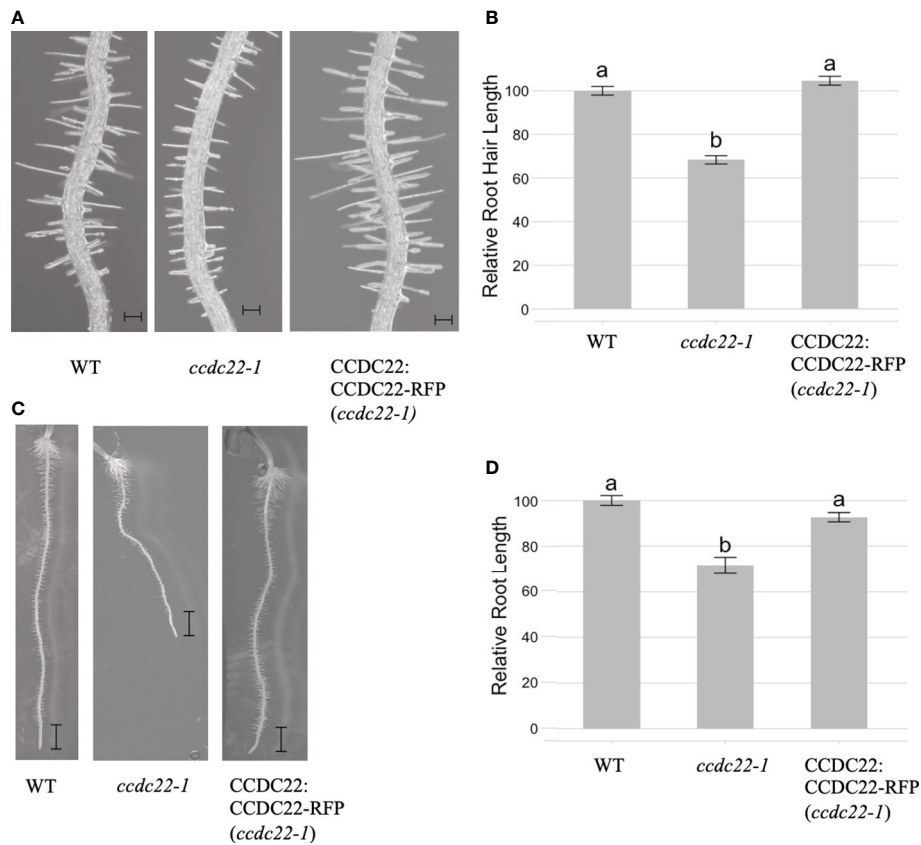 A
WT
ccdc22-1
CCDC22:
CCDC22-RFP
(ccdc22-1)
B
Relative Root Hair Length
100
80
60
40
20
0
a
b
a
WT
ccdc22-1
CCDC22:
CCDC22-RFP
(ccdc22-1)
C
WT
ccdc22-1
CCDC22:
CCDC22-RFP
(ccdc22-1)
D
Relative Root Length
100
80
60
40
20
0
a
b
a
WT
ccdc22-1
CCDC22:
CCDC22-RFP
(ccdc22-1)